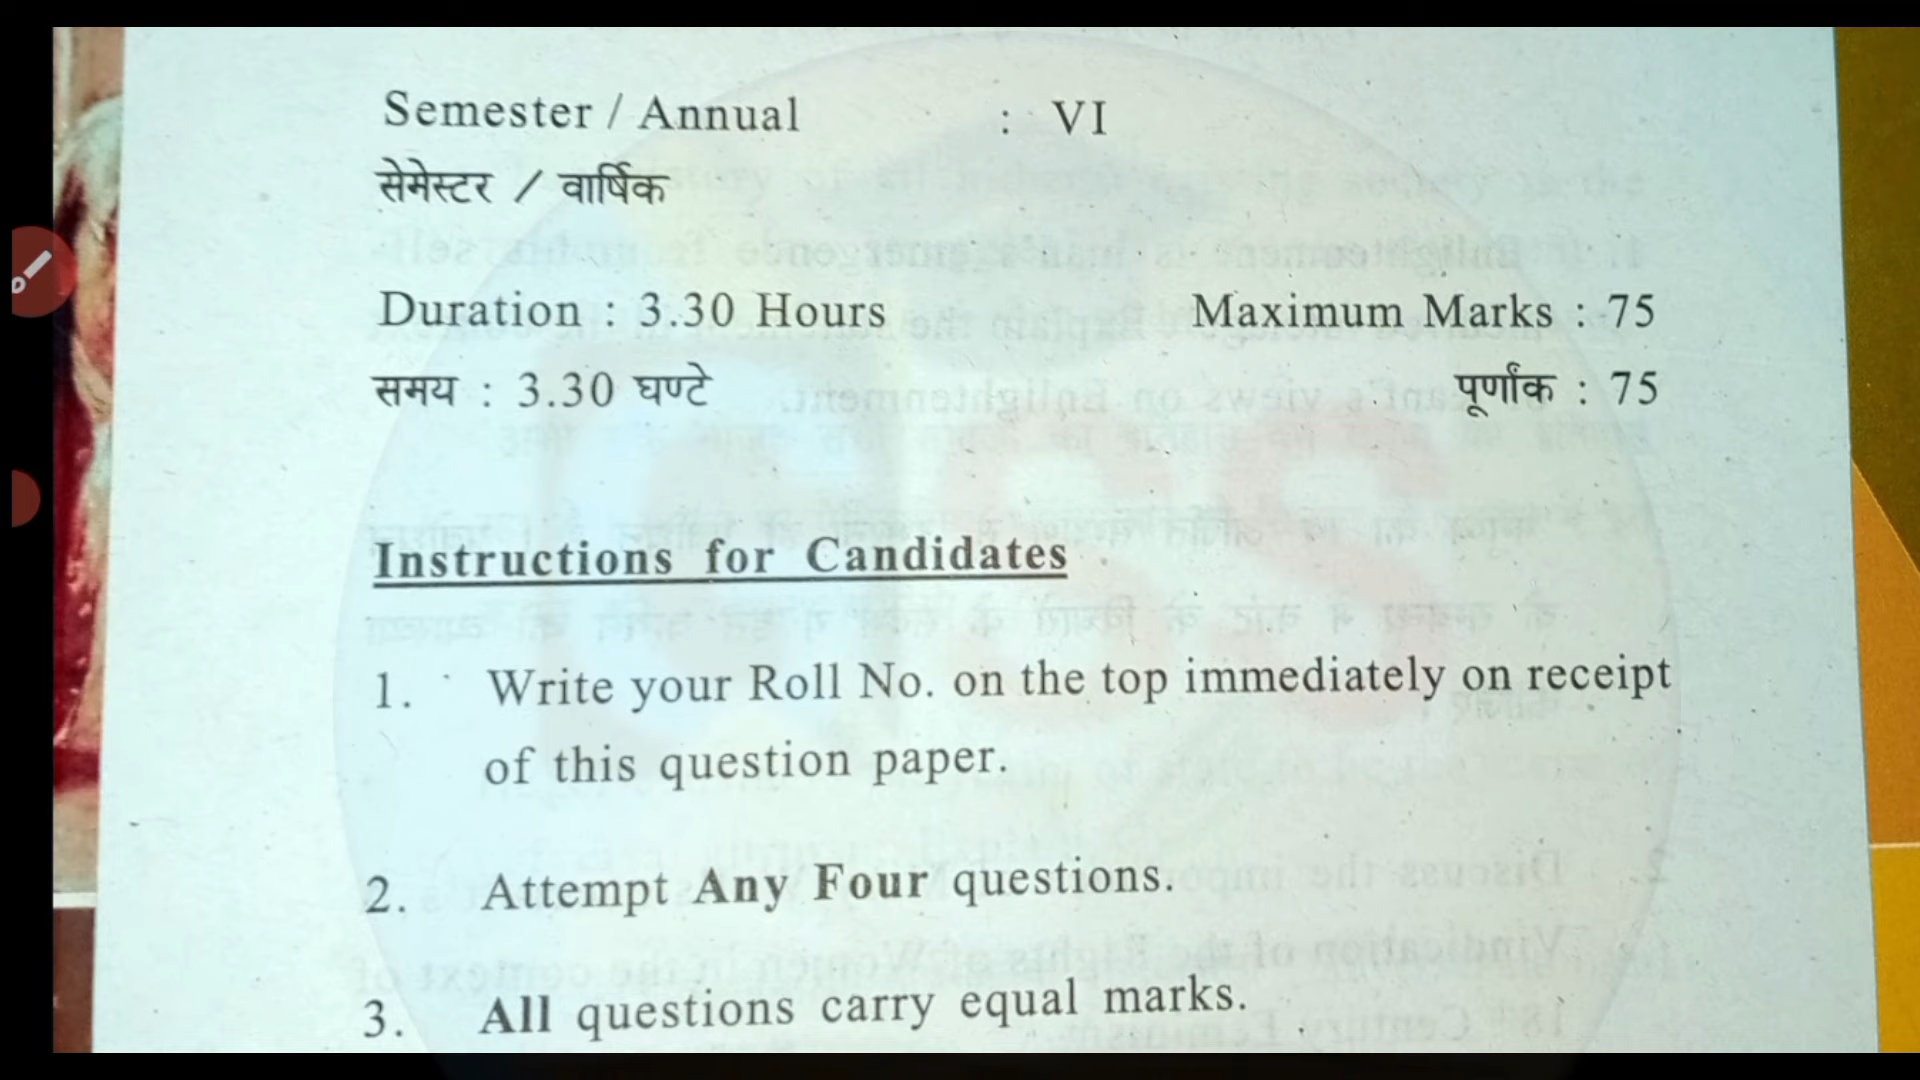 Semester / Annual : VI
सेमेस्टर / वार्षिक
Duration : 3.30 Hours Maximum Marks : 75
समय : 3.30 घण्टे पूर्णांक : 75
Instructions for Candidates
1. Write your Roll No. on the top immediately on receipt
of this question paper.
2. Attempt Any Four questions.
3. All questions carry equal marks.